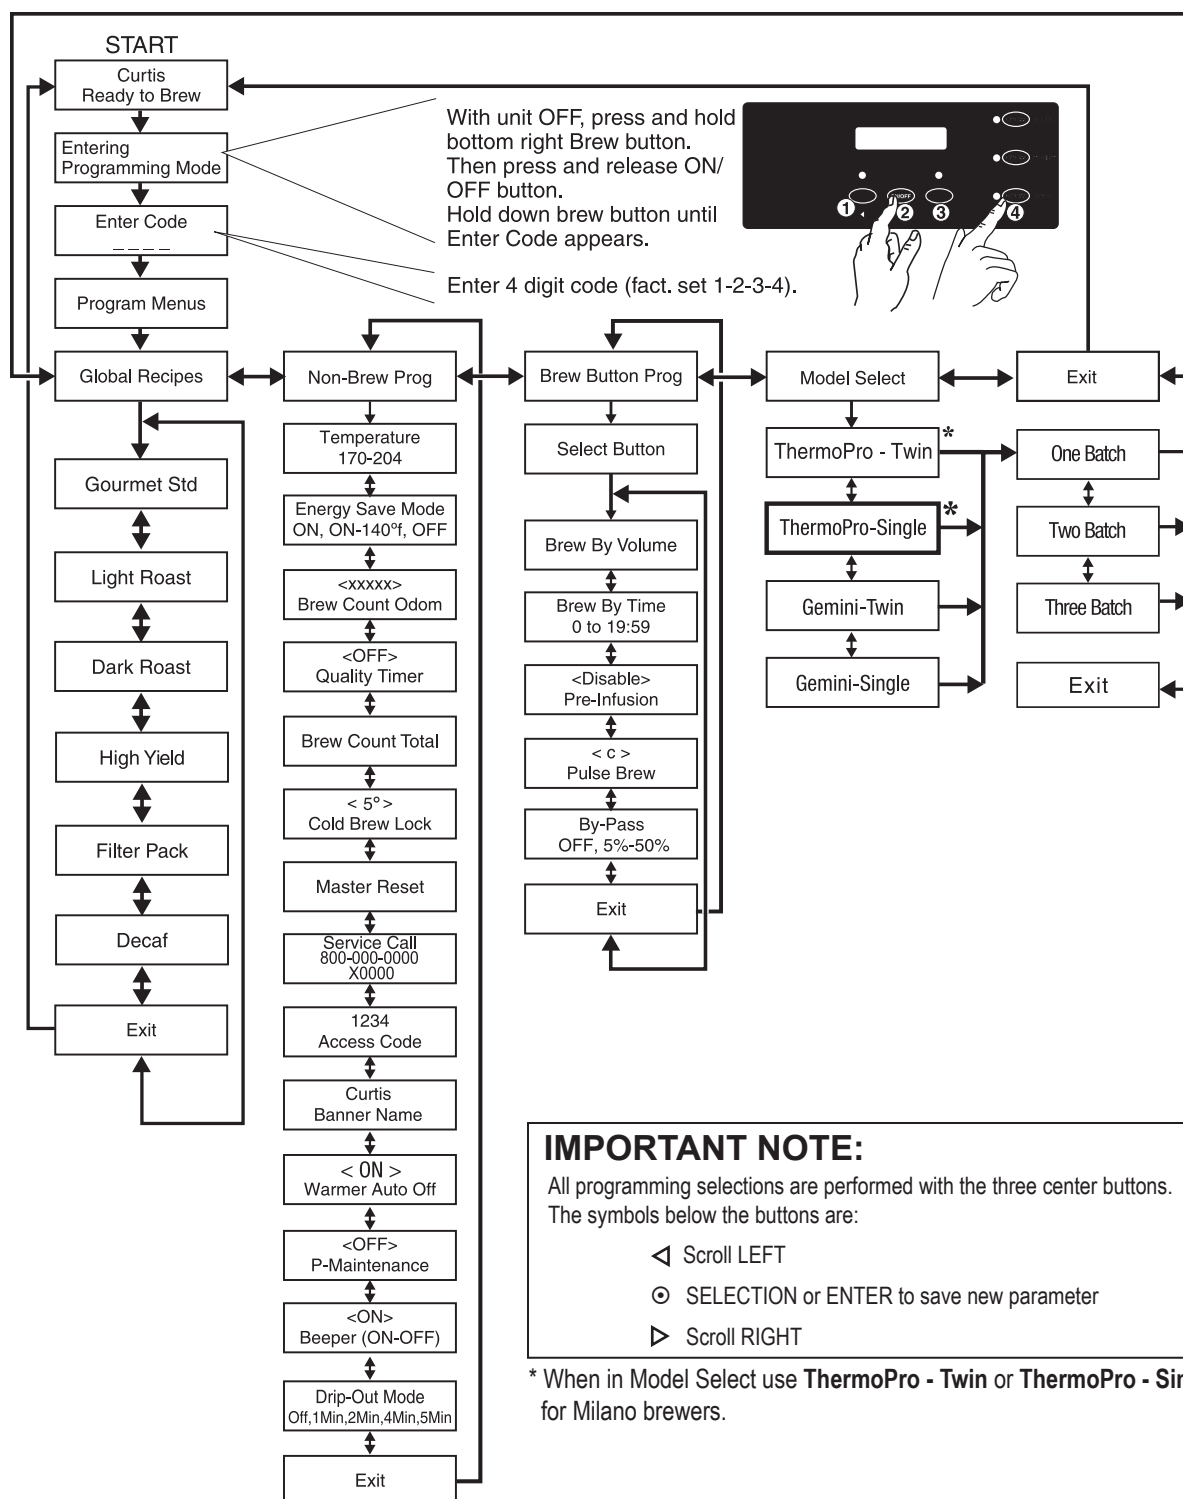 START
Curtis
Ready to Brew
Entering
Programming Mode
Enter Code
_ _ _ _
Program Menus
With unit OFF, press and hold
bottom right Brew button.
Then press and release ON/
OFF button.
Hold down brew button until
Enter Code appears.
Enter 4 digit code (fact. set 1-2-3-4).
ON/OFF
1
2
3
4
Global Recipes
Non-Brew Prog
Brew Button Prog
Model Select
Exit
Gourmet Std
Light Roast
Dark Roast
High Yield
Filter Pack
Decaf
Exit
Temperature
170-204
Energy Save Mode
ON, ON-140ºf, OFF
<xxxxx>
Brew Count Odom
<OFF>
Quality Timer
Brew Count Total
< 5° >
Cold Brew Lock
Master Reset
Service Call
800-000-0000
X0000
1234
Access Code
Curtis
Banner Name
< ON >
Warmer Auto Off
<OFF>
P-Maintenance
<ON>
Beeper (ON-OFF)
Drip-Out Mode
Off,1Min,2Min,4Min,5Min
Exit
Select Button
Brew By Volume
Brew By Time
0 to 19:59
<Disable>
Pre-Infusion
< c >
Pulse Brew
By-Pass
OFF, 5%-50%
Exit
ThermoPro - Twin *
ThermoPro-Single *
Gemini-Twin
Gemini-Single
One Batch
Two Batch
Three Batch
Exit
IMPORTANT NOTE:
All programming selections are performed with the three center buttons.
The symbols below the buttons are:
Scroll LEFT
SELECTION or ENTER to save new parameter
Scroll RIGHT
* When in Model Select use ThermoPro - Twin or ThermoPro - Sin
for Milano brewers.